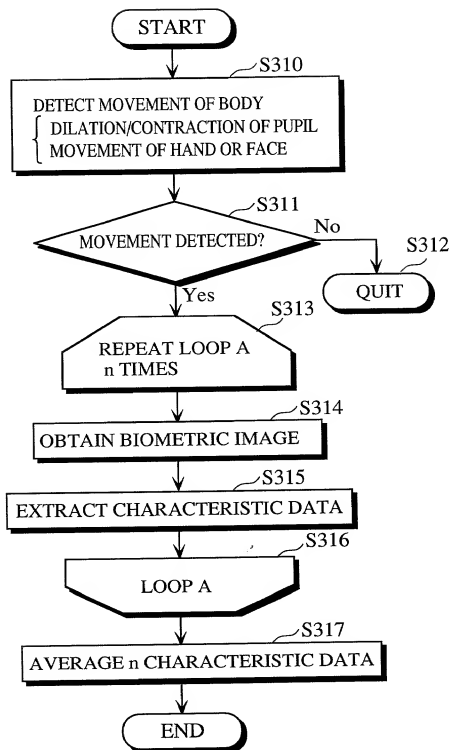 START
S310
DETECT MOVEMENT OF BODY
DILATION/CONTRACTION OF PUPIL
MOVEMENT OF HAND OR FACE
S311
MOVEMENT DETECTED?
No
S312
QUIT
Yes
S313
REPEAT LOOP A
n TIMES
S314
OBTAIN BIOMETRIC IMAGE
S315
EXTRACT CHARACTERISTIC DATA
S316
LOOP A
S317
AVERAGE n CHARACTERISTIC DATA
END